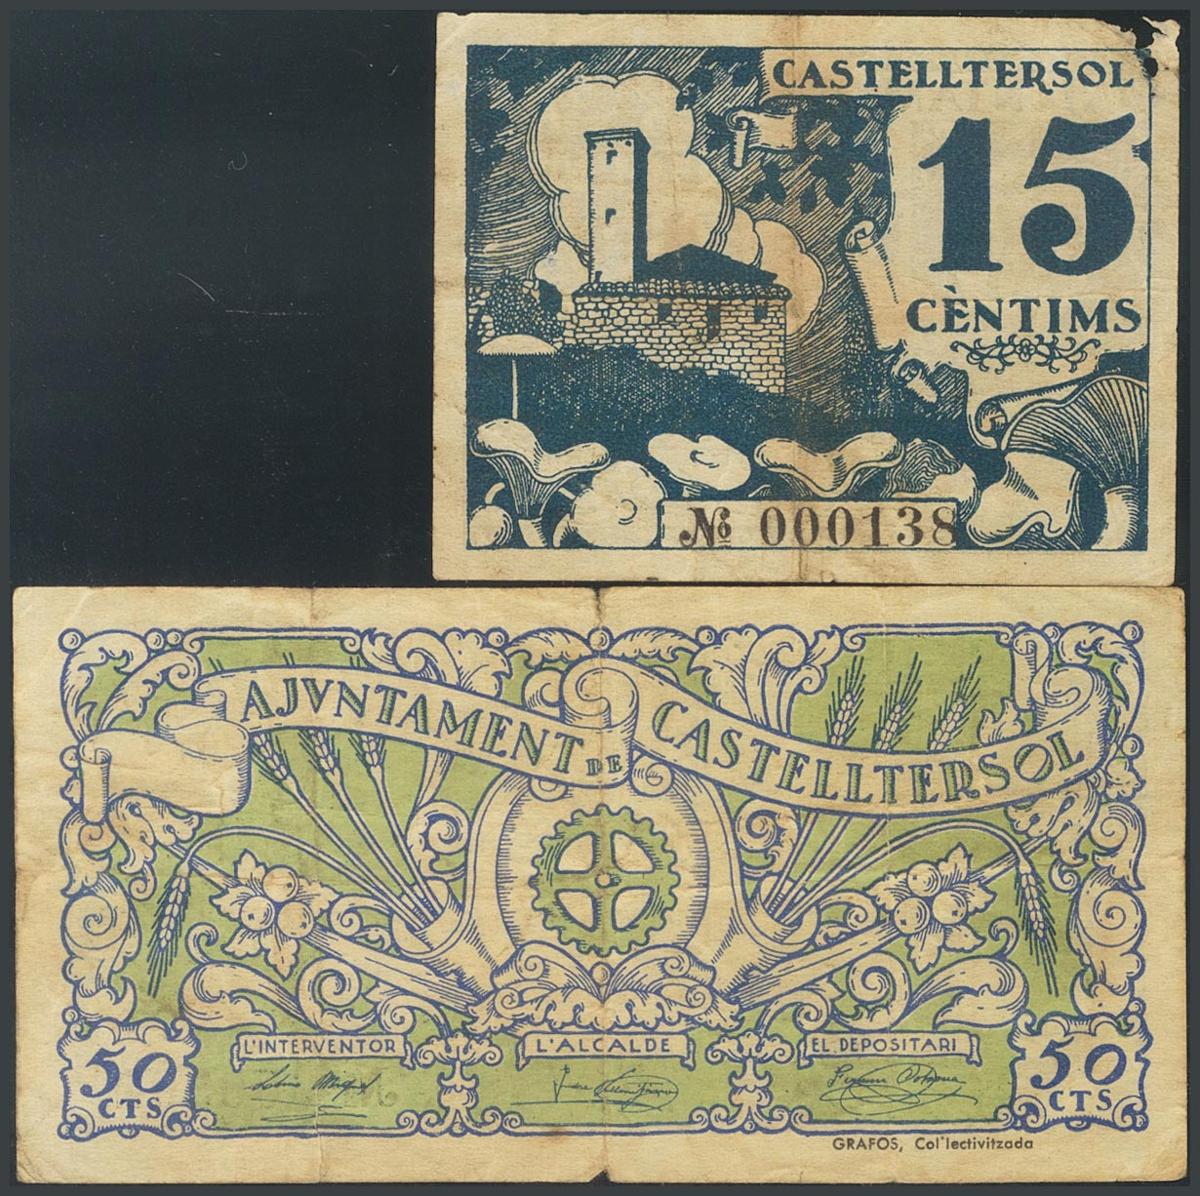 CASTELLTERSOL
15
CÈNTIMS
Nº 000138
AJVNTAMENT DE CASTELLTERSOL
L'INTERVENTOR L'ALCALDE EL DEPOSITARI
50 CTS
50 CTS
GRAFOS, Col'lectivitzada